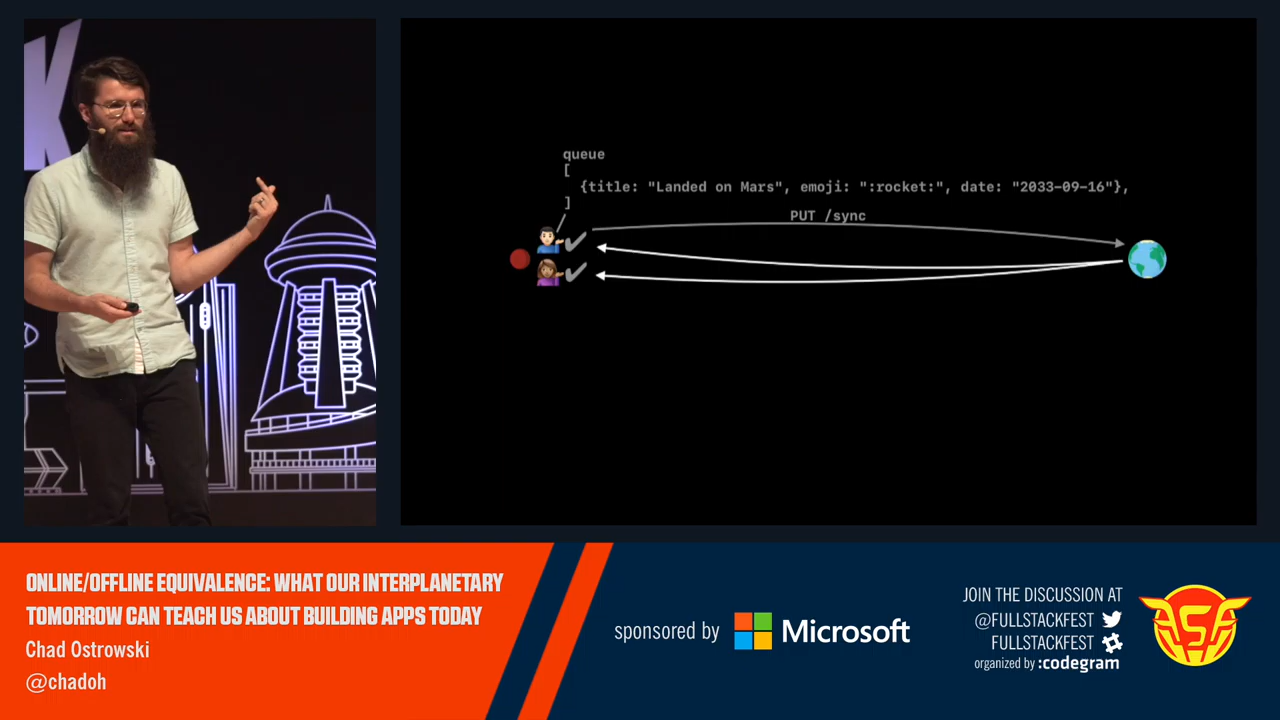 K
queue
[
{title: "Landed on Mars", emoji: ":rocket:", date: "2033-09-16"},
]
PUT /sync
ONLINE/OFFLINE EQUIVALENCE: WHAT OUR INTERPLANETARY
TOMORROW CAN TEACH US ABOUT BUILDING APPS TODAY
Chad Ostrowski
@chadoh
sponsored by Microsoft
JOIN THE DISCUSSION AT
@FULLSTACKFEST
FULLSTACKFEST
organized by :codegram
FSF